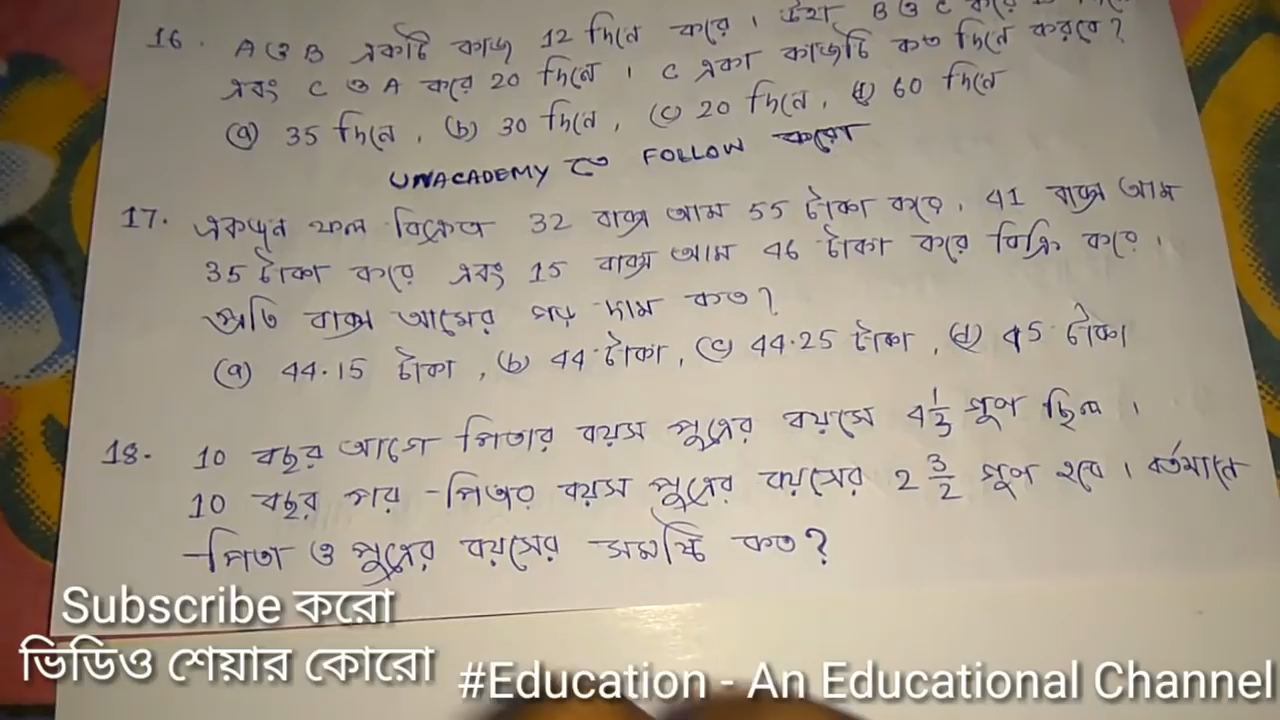 16. A ও B একটি কাজ 12 দিনে করে। উহা B ও C করে
এবং C ও A করে 20 দিনে। C একা কাজটি কত দিনে করবে?
(a) 35 দিনে, (b) 30 দিনে, (c) 20 দিনে, (d) 60 দিনে
UNACADEMY তে FOLLOW করো
17. একজন ফল বিক্রেতা 32 বাক্স আম 55 টাকা করে, 41 বাক্স আম
35 টাকা করে এবং 15 বাক্স আম 46 টাকা করে বিক্রি করে।
প্রতি বাক্স আমের গড় দাম কত?
(a) 44.15 টাকা, (b) 44 টাকা, (c) 44.25 টাকা, (d) 45 টাকা
18. 10 বছর আগে পিতার বয়স পুত্রের বয়সে 4 1/3 গুণ ছিল।
10 বছর পর পিতার বয়স পুত্রের বয়সের 2 3/2 গুণ হবে। বর্তমানে
পিতা ও পুত্রের বয়সের সমষ্টি কত?
Subscribe করো
ভিডিও শেয়ার কোরো
#Education - An Educational Channel